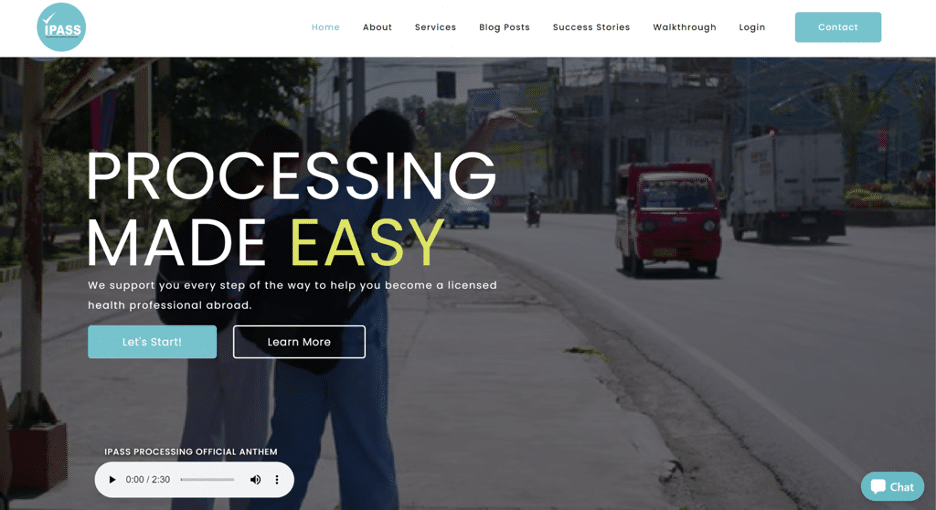 iPASS
Home
About
Services
Blog Posts
Success Stories
Walkthrough
Login
Contact
PROCESSING
MADE EASY
We support you every step of the way to help you become a licensed
health professional abroad.
Let's Start!
Learn More
IPASS PROCESSING OFFICIAL ANTHEM
0:00 / 2:30
Chat